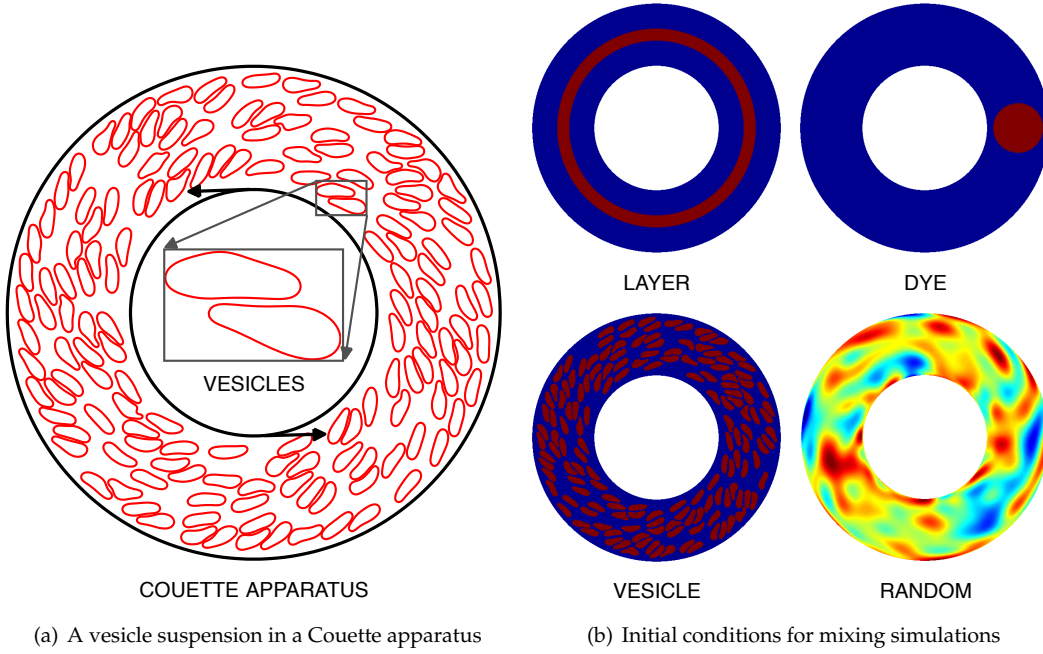 VESICLES
COUETTE APPARATUS
(a) A vesicle suspension in a Couette apparatus
LAYER
DYE
VESICLE
RANDOM
(b) Initial conditions for mixing simulations